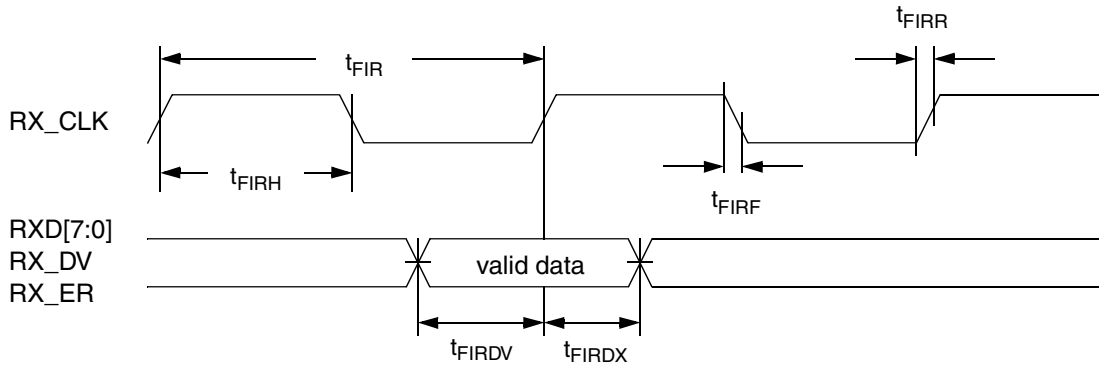 tFIRR
tFIR
RX_CLK
tFIRH
tFIRF
RXD[7:0]
RX_DV
valid data
RX_ER
tFIRDV
tFIRDX